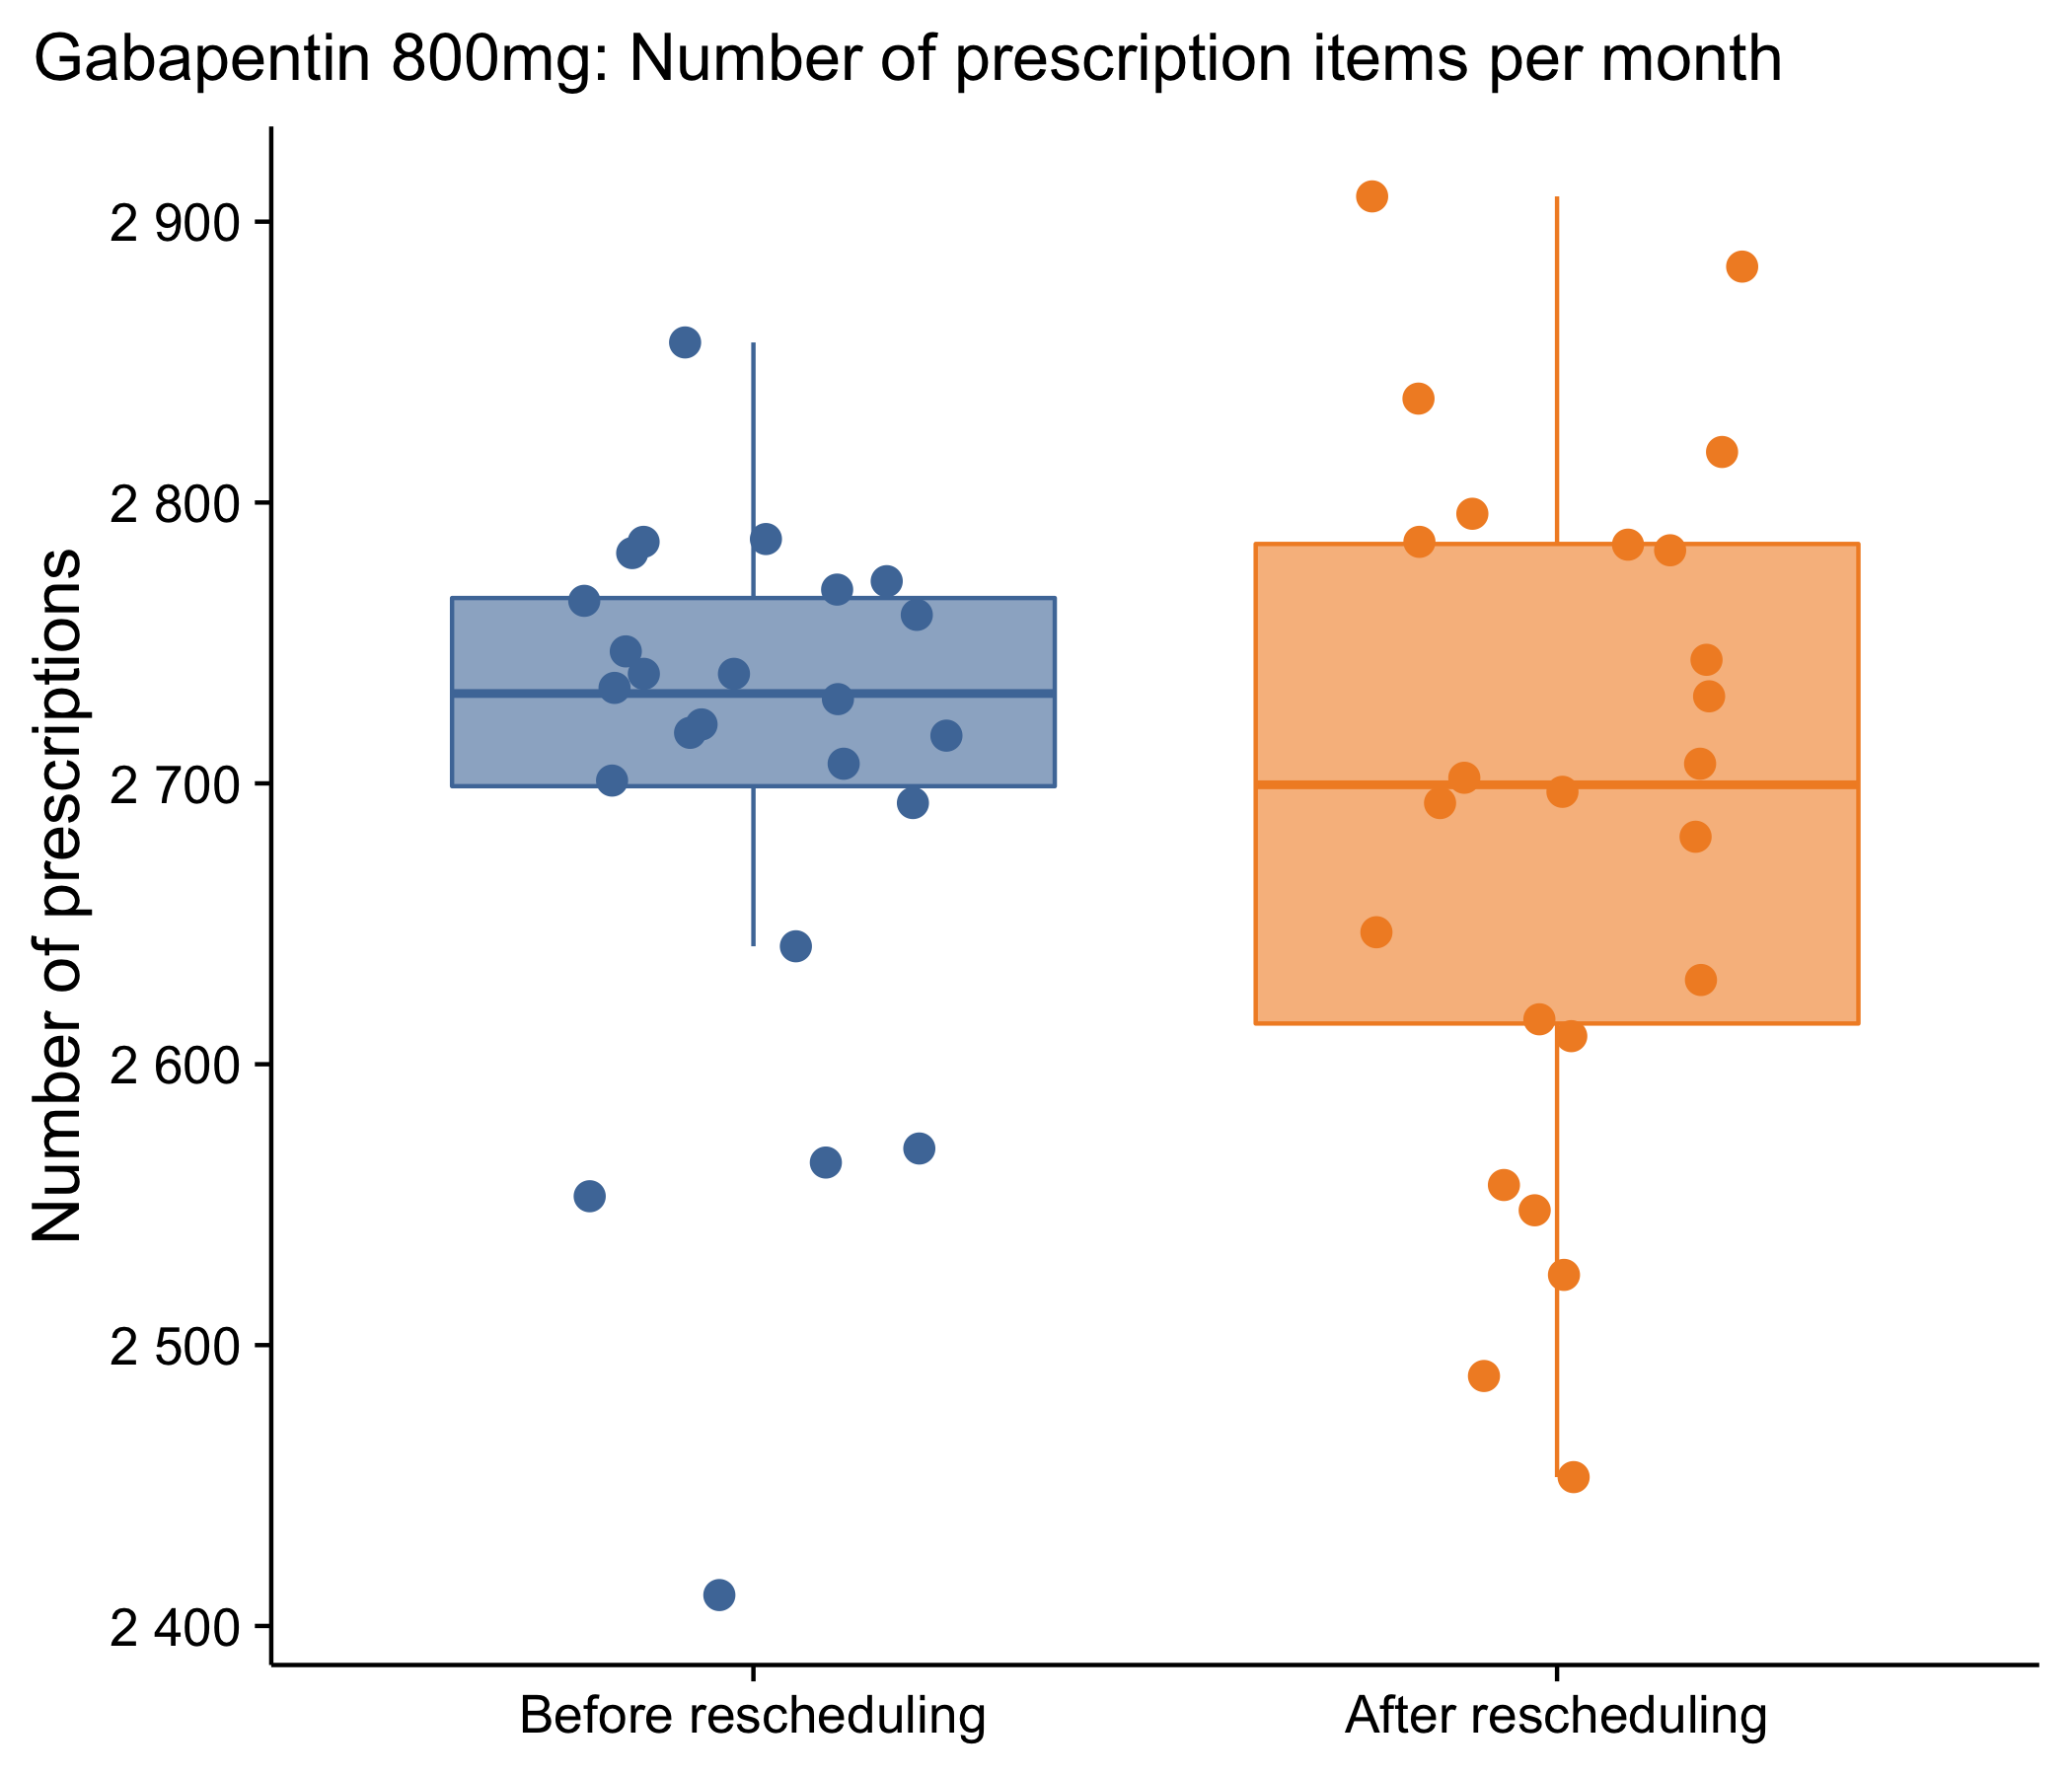 Gabapentin 800mg: Number of prescription items per month
Number of prescriptions
2 900
2 800
2 700
2 600
2 500
2 400
Before rescheduling
After rescheduling